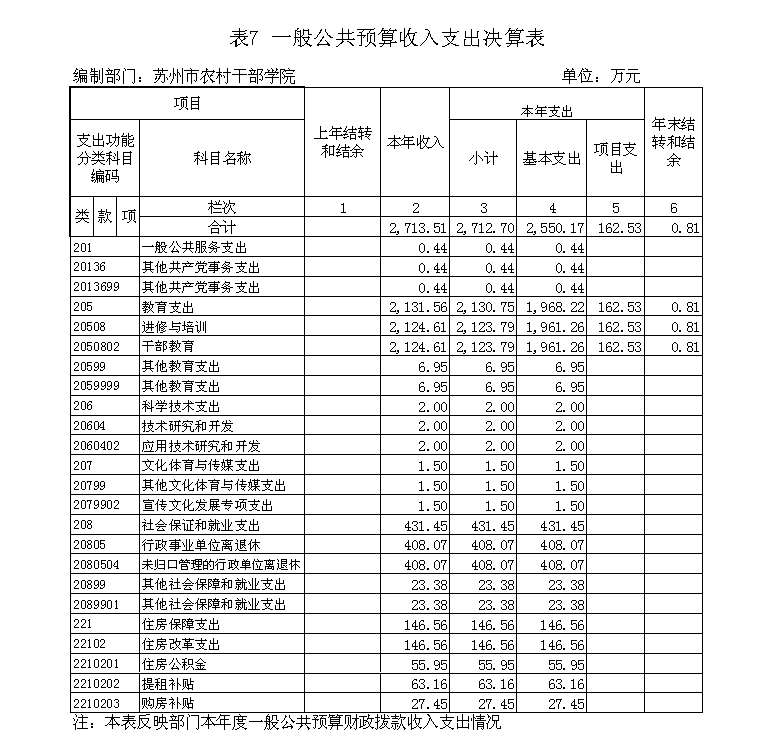 表7 一般公共预算收入支出决算表
编制部门：苏州市农村干部学院 单位：万元
项目 上年结转和结余 本年收入 本年支出 年末结转和结余
支出功能分类科目编码 科目名称 小计 基本支出 项目支出
类 款 项 栏次 1 2 3 4 5 6
合计 2,713.51 2,712.70 2,550.17 162.53 0.81
201 一般公共服务支出 0.44 0.44 0.44
20136 其他共产党事务支出 0.44 0.44 0.44
2013699 其他共产党事务支出 0.44 0.44 0.44
205 教育支出 2,131.56 2,130.75 1,968.22 162.53 0.81
20508 进修与培训 2,124.61 2,123.79 1,961.26 162.53 0.81
2050802 干部教育 2,124.61 2,123.79 1,961.26 162.53 0.81
20599 其他教育支出 6.95 6.95 6.95
2059999 其他教育支出 6.95 6.95 6.95
206 科学技术支出 2.00 2.00 2.00
20604 技术研究和开发 2.00 2.00 2.00
2060402 应用技术研究和开发 2.00 2.00 2.00
207 文化体育与传媒支出 1.50 1.50 1.50
20799 其他文化体育与传媒支出 1.50 1.50 1.50
2079902 宣传文化发展专项支出 1.50 1.50 1.50
208 社会保证和就业支出 431.45 431.45 431.45
20805 行政事业单位离退休 408.07 408.07 408.07
2080504 未归口管理的行政单位离退休 408.07 408.07 408.07
20899 其他社会保障和就业支出 23.38 23.38 23.38
2089901 其他社会保障和就业支出 23.38 23.38 23.38
221 住房保障支出 146.56 146.56 146.56
22102 住房改革支出 146.56 146.56 146.56
2210201 住房公积金 55.95 55.95 55.95
2210202 提租补贴 63.16 63.16 63.16
2210203 购房补贴 27.45 27.45 27.45
注：本表反映部门本年度一般公共预算财政拨款收入支出情况